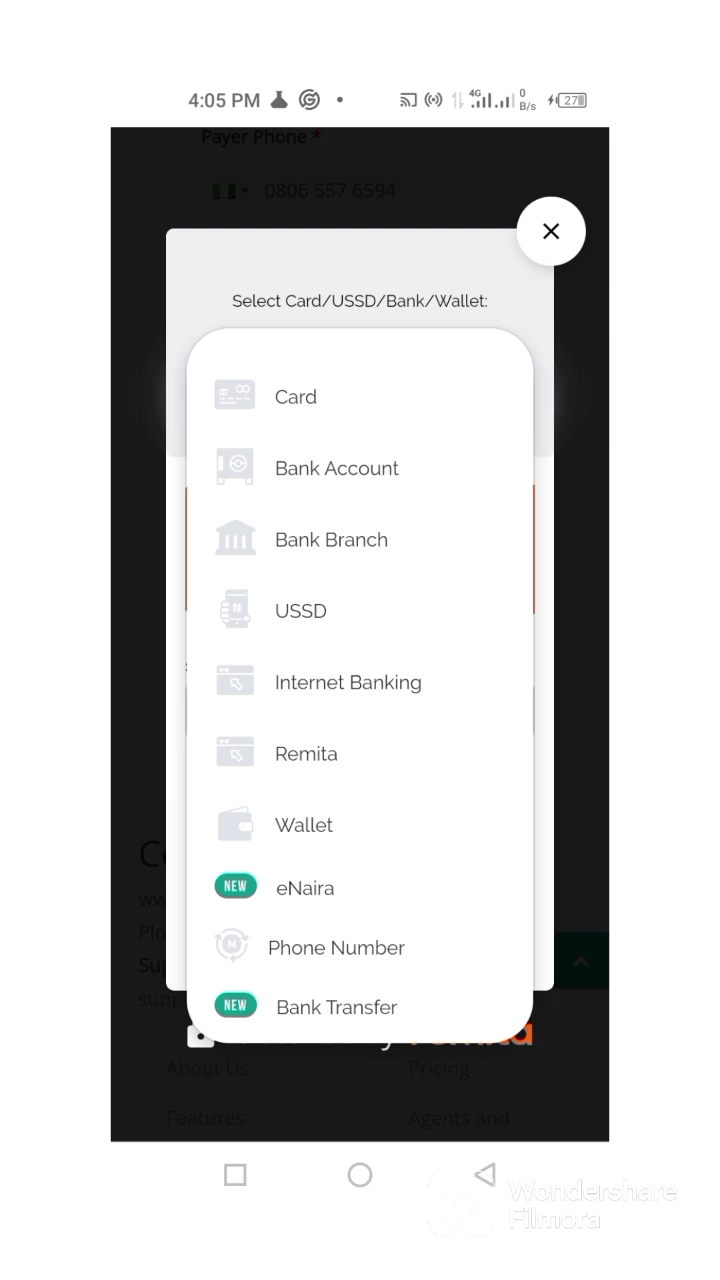 4:05 PM
4G
0
B/s
27
Payer Phone *
0806 557 6594
Select Card/USSD/Bank/Wallet:
Card
Bank Account
Bank Branch
USSD
Internet Banking
Remita
Wallet
NEW eNaira
Phone Number
NEW Bank Transfer
remita
About Us Pricing
Features Agents and
Wondershare
Filmora